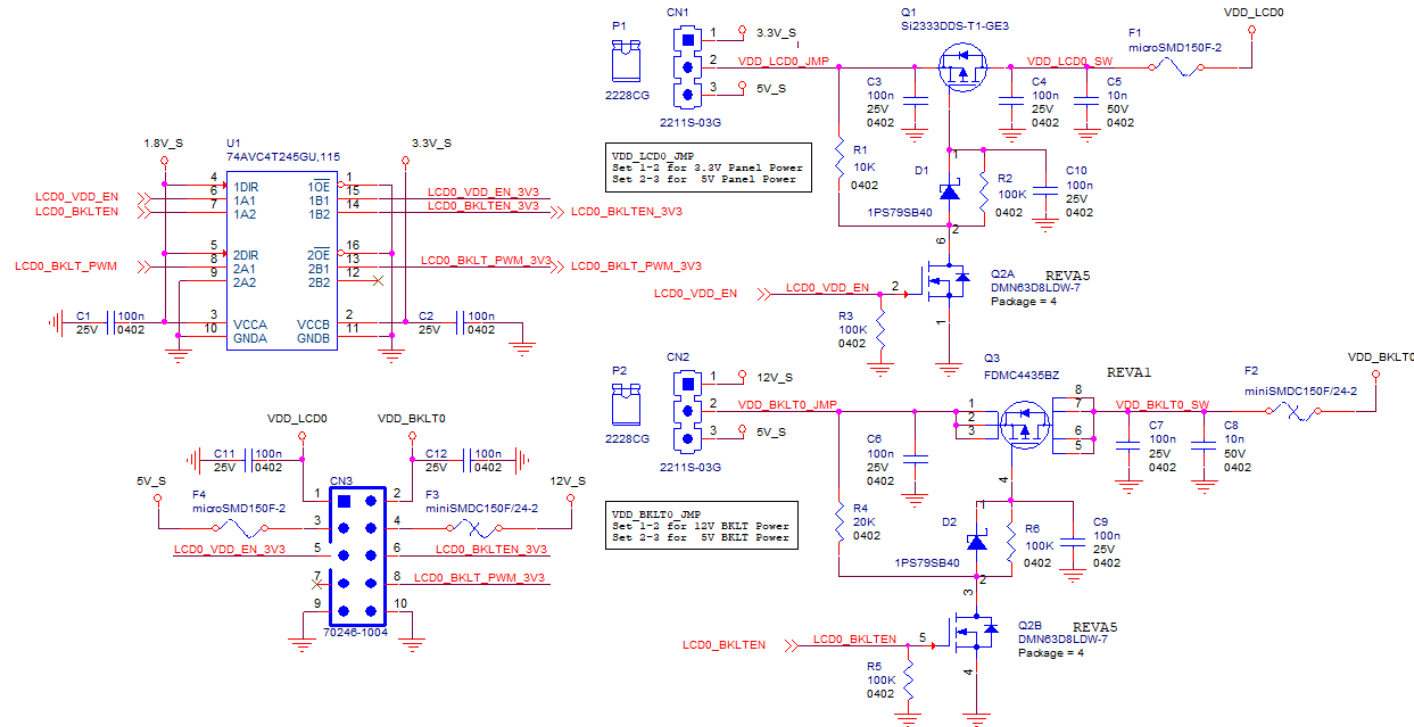 U1
74AVC4T245GU,115
1.8V_S
3.3V_S
LCD0_VDD_EN
LCD0_BKLTEN
LCD0_BKLT_PWM
4 1DIR
6 1A1
7 1A2
5 2DIR
8 2A1
9 2A2
3 VCCA
10 GNDA
1OE 1
1B1 15
1B2 14
2OE 16
2B1 13
2B2 12
VCCB 2
GNDB 11
LCD0_VDD_EN_3V3
LCD0_BKLTEN_3V3
LCD0_BKLTEN_3V3
LCD0_BKLT_PWM_3V3
LCD0_BKLT_PWM_3V3
C1
25V
100n
0402
C2
25V
100n
0402
P1
2228CG
CN1
1
3.3V_S
2
VDD_LCD0_JMP
3
5V_S
2211S-03G
VDD_LCD0_JMP
Set 1-2 for 3.3V Panel Power
Set 2-3 for 5V Panel Power
Q1
Si2333DDS-T1-GE3
C3
100n
25V
0402
VDD_LCD0_SW
C4
100n
25V
0402
C5
10n
50V
0402
F1
microSMD150F-2
VDD_LCD0
R1
10K
0402
D1
1
1PS79SB40
2
R2
100K
0402
C10
100n
25V
0402
LCD0_VDD_EN
LCD0_VDD_EN
2
6
1
Q2A
REVA5
DMN63D8LDW-7
Package = 4
R3
100K
0402
P2
2228CG
CN2
1
12V_S
2
VDD_BKLT0_JMP
3
5V_S
2211S-03G
VDD_BKLT0_JMP
Set 1-2 for 12V BKLT Power
Set 2-3 for 5V BKLT Power
Q3
FDMC4435BZ
REVA1
1
2
3
8
7
6
5
4
C6
100n
25V
0402
VDD_BKLT0_SW
C7
100n
25V
0402
C8
10n
50V
0402
F2
miniSMDC150F/24-2
VDD_BKLT0
R4
20K
0402
D2
1
1PS79SB40
2
R6
100K
0402
C9
100n
25V
0402
LCD0_BKLTEN
LCD0_BKLTEN
5
3
4
Q2B
REVA5
DMN63D8LDW-7
Package = 4
R5
100K
0402
VDD_LCD0
VDD_BKLT0
C11
25V
100n
0402
C12
25V
100n
0402
CN3
5V_S
F4
microSMD150F-2
F3
miniSMDC150F/24-2
12V_S
1
2
3
4
LCD0_VDD_EN_3V3
5
6
LCD0_BKLTEN_3V3
7
8
LCD0_BKLT_PWM_3V3
9
10
70246-1004